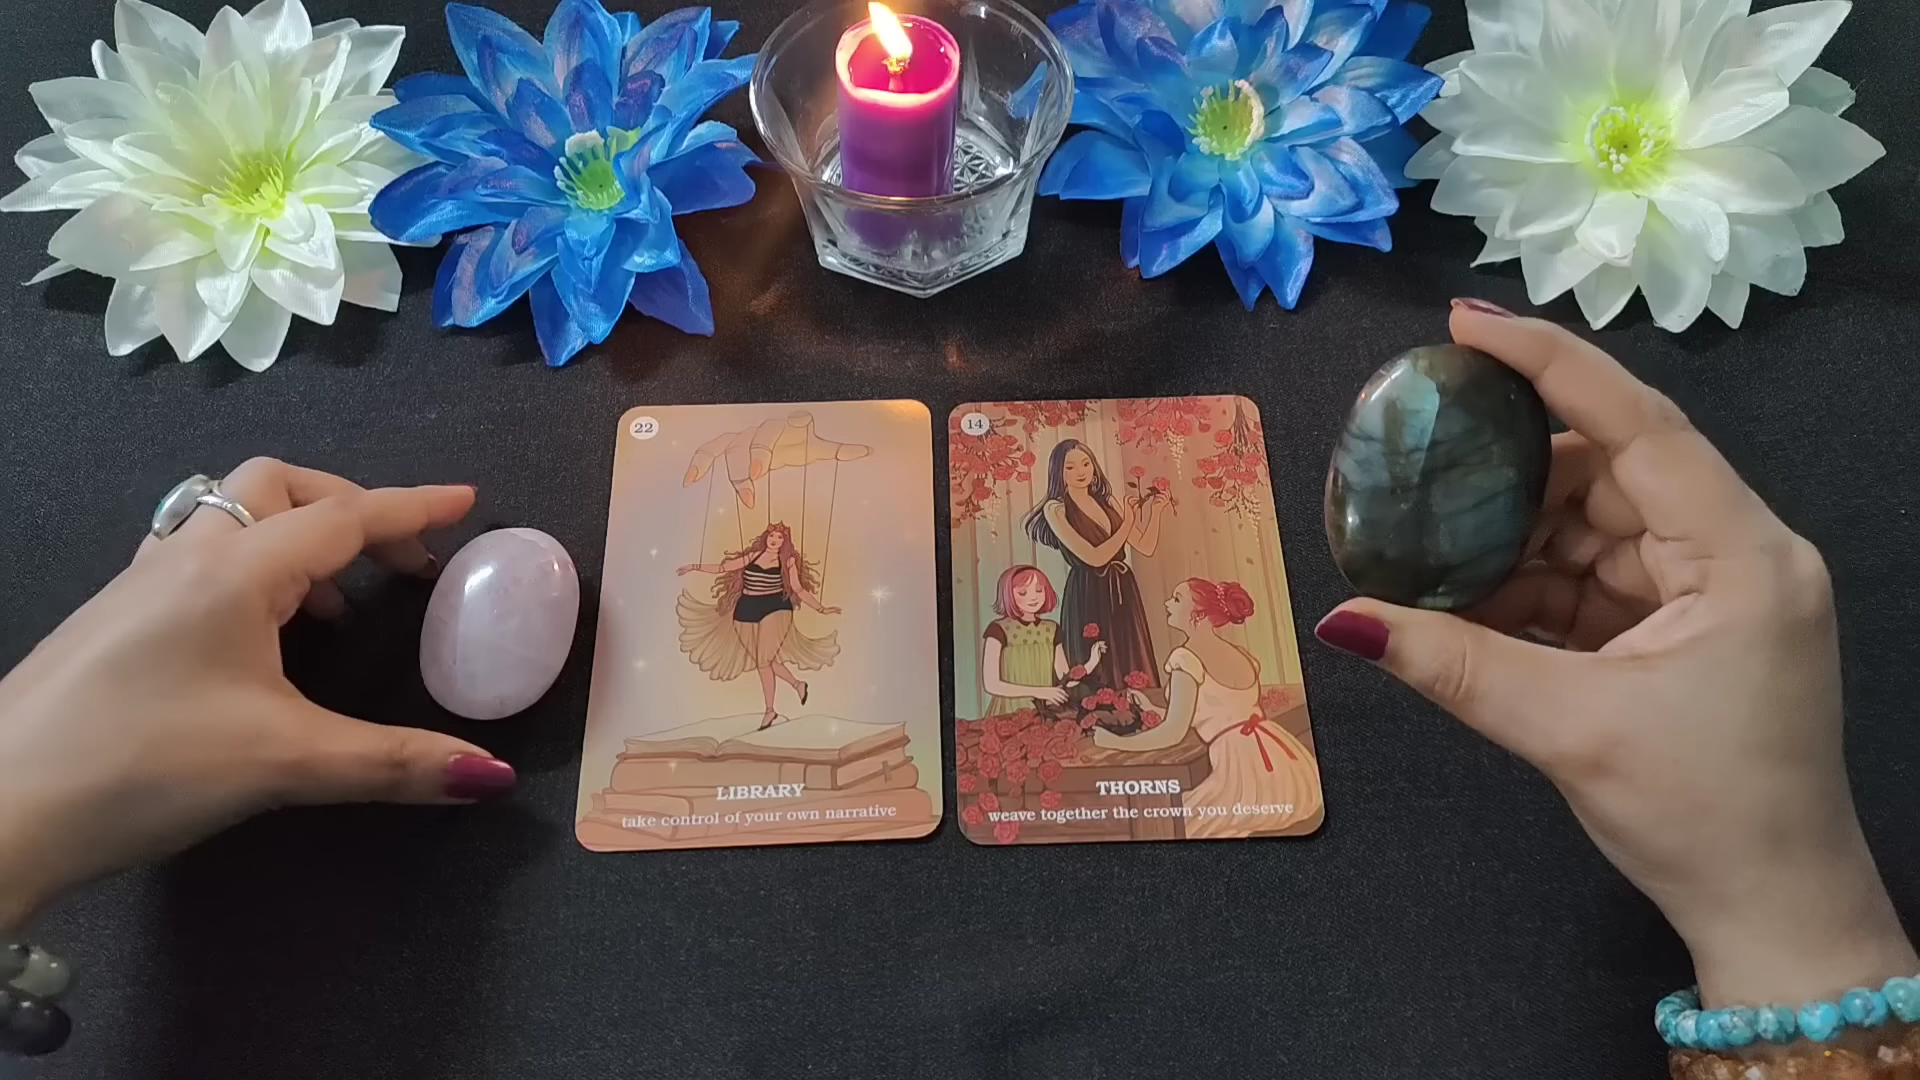 22
LIBRARY
take control of your own narrative
14
THORNS
weave together the crown you deserve